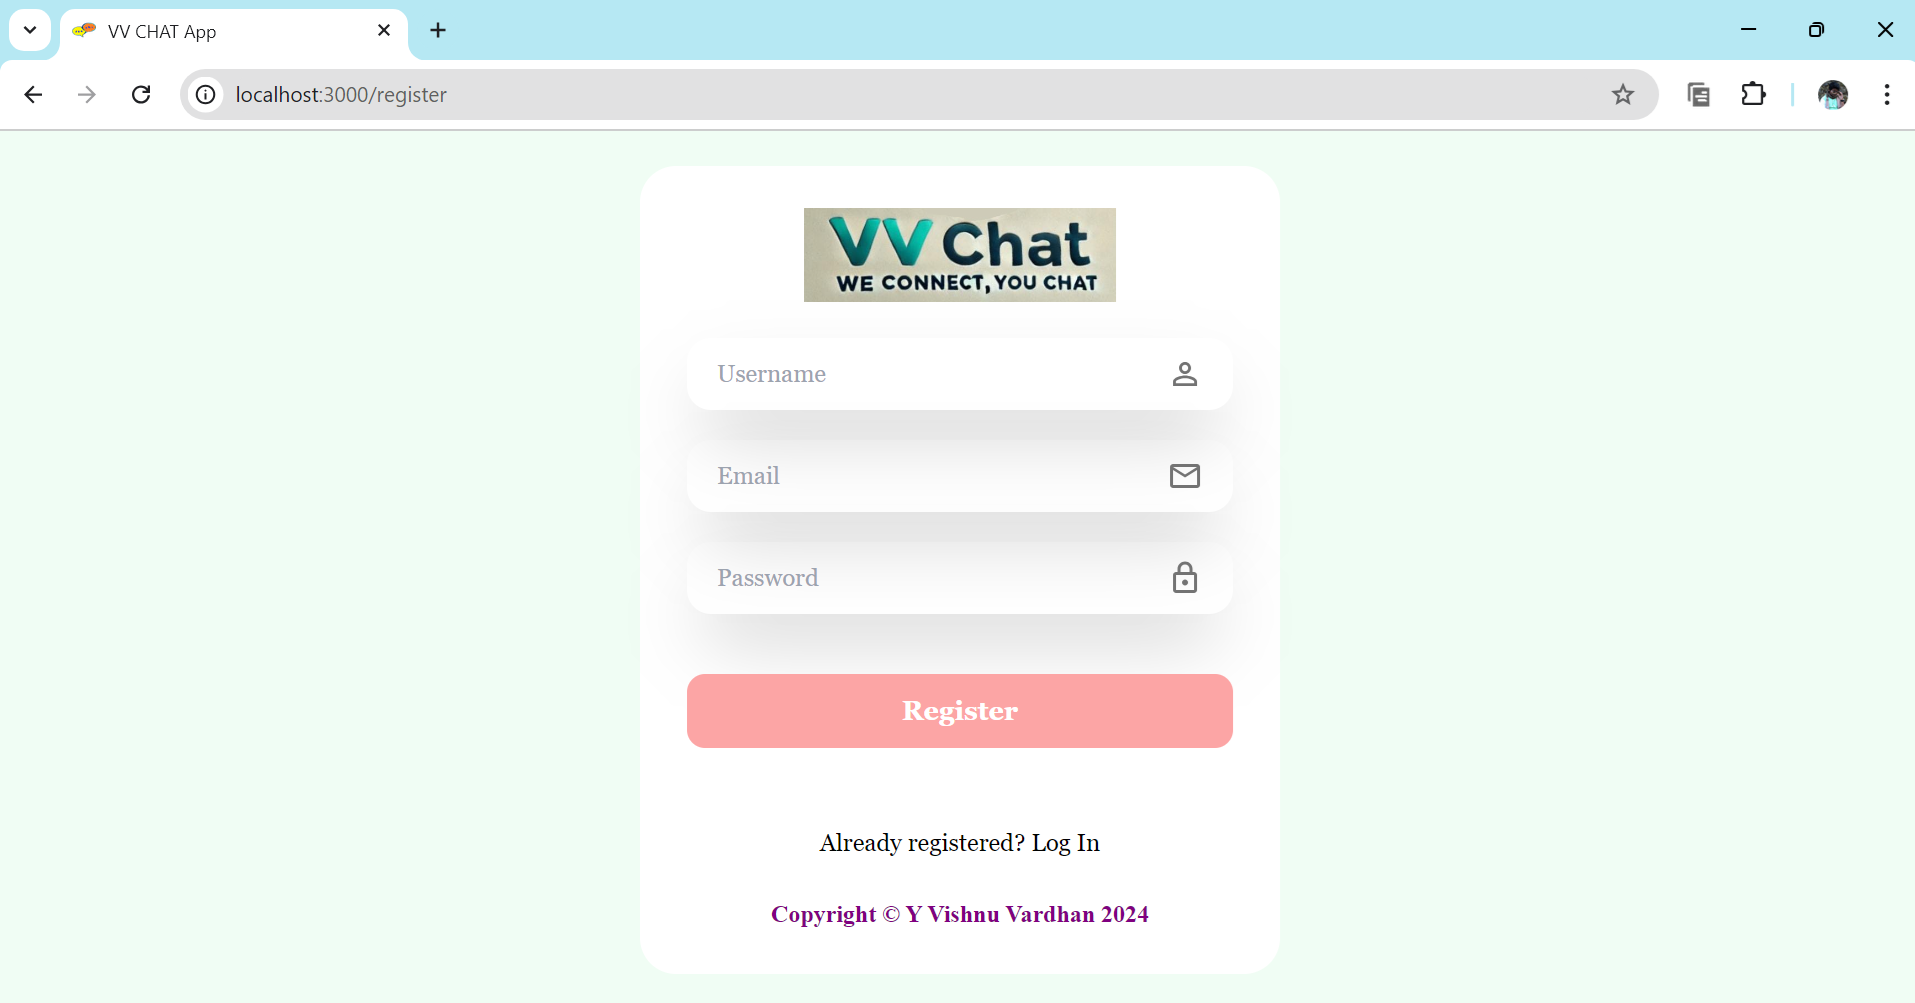 VV CHAT App
localhost:3000/register
VV Chat
WE CONNECT, YOU CHAT
Username
Email
Password
Register
Already registered? Log In
Copyright © Y Vishnu Vardhan 2024